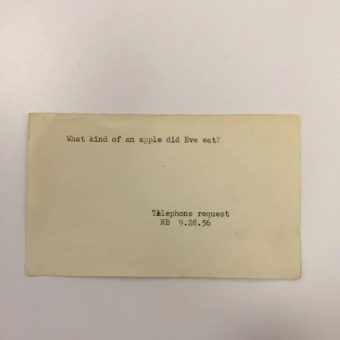 What kind of an apple did Eve eat?
Telephone request
NB 9.28.56